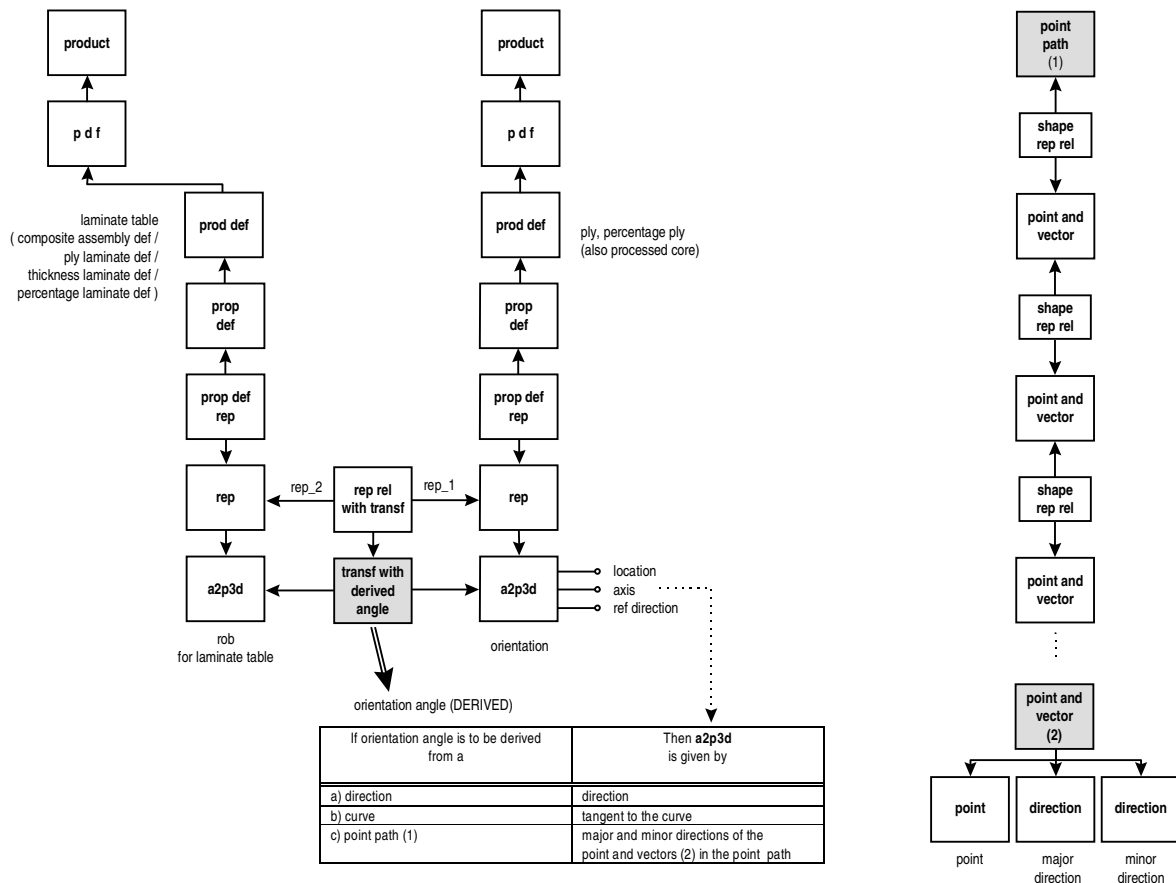 product
p d f
prod def
laminate table
( composite assembly def /
ply laminate def /
thickness laminate def /
percentage laminate def )
prop
def
prop def
rep
rep
a2p3d
rob
for laminate table
rep_2
rep rel
with transf
rep_1
transf with
derived
angle
orientation angle (DERIVED)
product
p d f
prod def
ply, percentage ply
(also processed core)
prop
def
prop def
rep
rep
a2p3d
orientation
location
axis
ref direction
If orientation angle is to be derived
from a
Then a2p3d
is given by
a) direction
direction
b) curve
tangent to the curve
c) point path (1)
major and minor directions of the
point and vectors (2) in the point path
point
path
(1)
shape
rep rel
point and
vector
shape
rep rel
point and
vector
shape
rep rel
point and
vector
point and
vector
(2)
point
direction
direction
point
major
direction
minor
direction